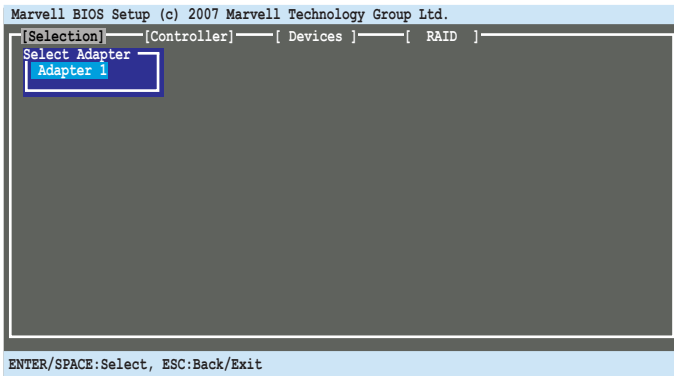 Marvell BIOS Setup (c) 2007 Marvell Technology Group Ltd.
[Selection] [Controller] [ Devices ] [ RAID ]
Select Adapter
Adapter 1
ENTER/SPACE:Select, ESC:Back/Exit